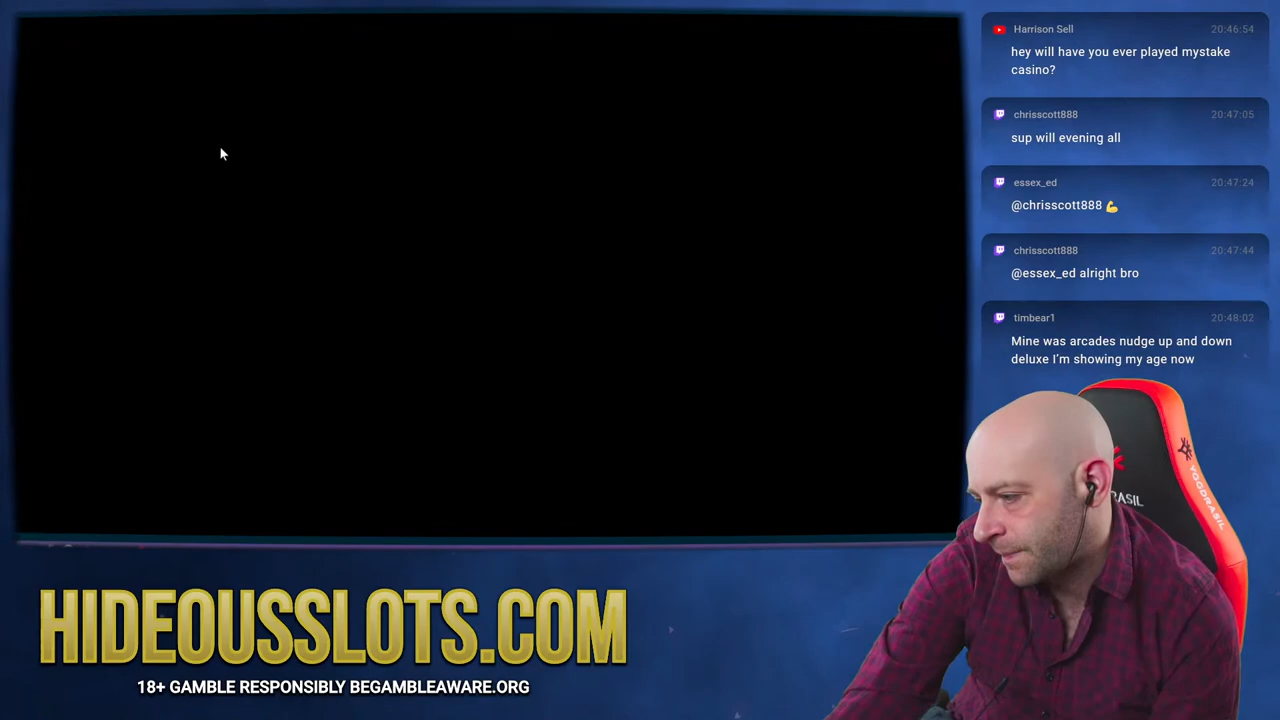 Harrison Sell 20:46:54
hey will have you ever played mystake
casino?
chrisscott888 20:47:05
sup will evening all
essex_ed 20:47:24
@chrisscott888 💪
chrisscott888 20:47:44
@essex_ed alright bro
timbear1 20:48:02
Mine was arcades nudge up and down
deluxe I’m showing my age now
YGGDRASIL
HIDEOUSSLOTS.COM
18+ GAMBLE RESPONSIBLY BEGAMBLEAWARE.ORG